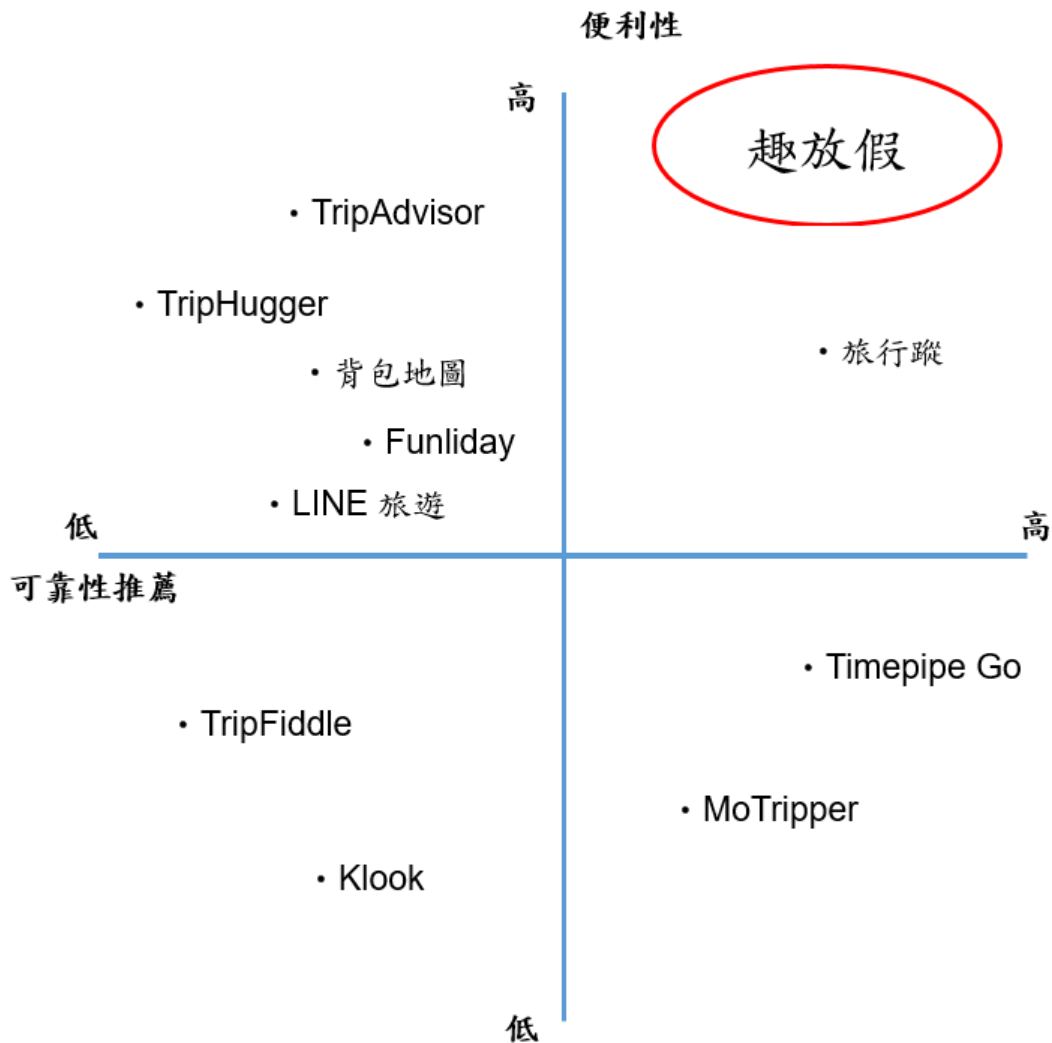 便利性
高
趣放假
• TripAdvisor
• TripHugger
• 旅行蹤
• 背包地圖
• Funliday
• LINE 旅遊
低
高
可靠性推薦
• Timepipe Go
• TripFiddle
• MoTripper
• Klook
低